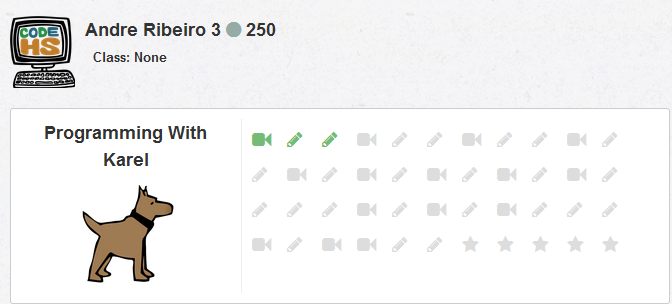 CODE
HS
Andre Ribeiro 3 250
Class: None
Programming With
Karel